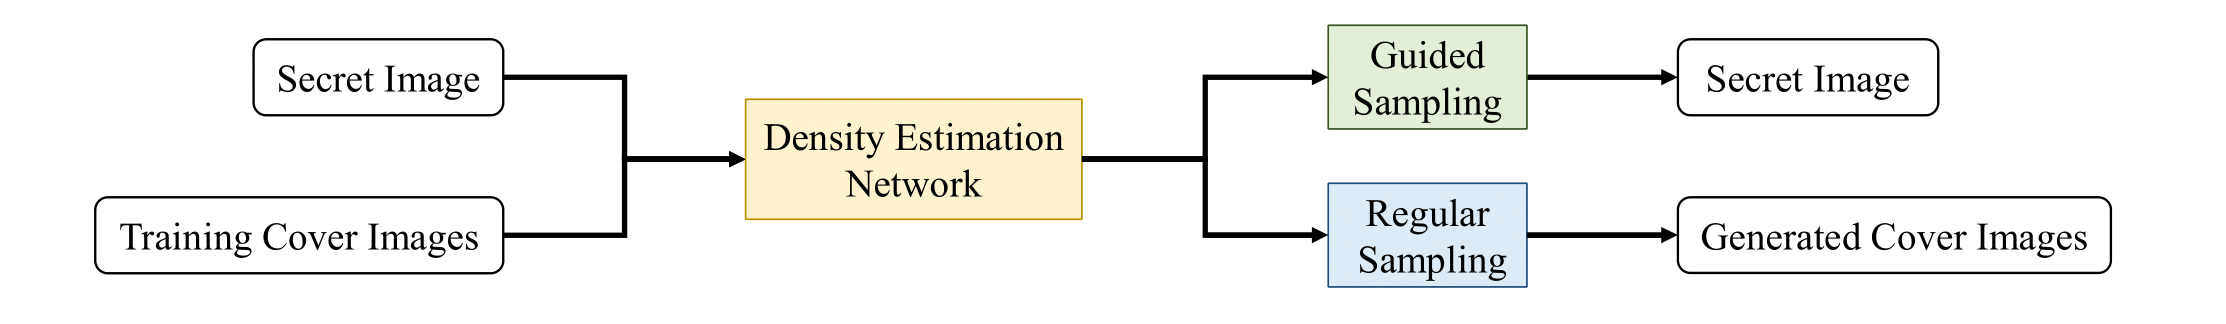 Secret Image
Training Cover Images
Density Estimation
Network
Guided
Sampling
Regular
Sampling
Secret Image
Generated Cover Images